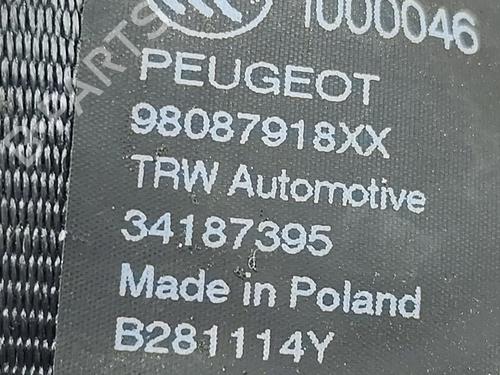 1000046
PEUGEOT
98087918XX
TRW Automotive
34187395
Made in Poland
B281114Y